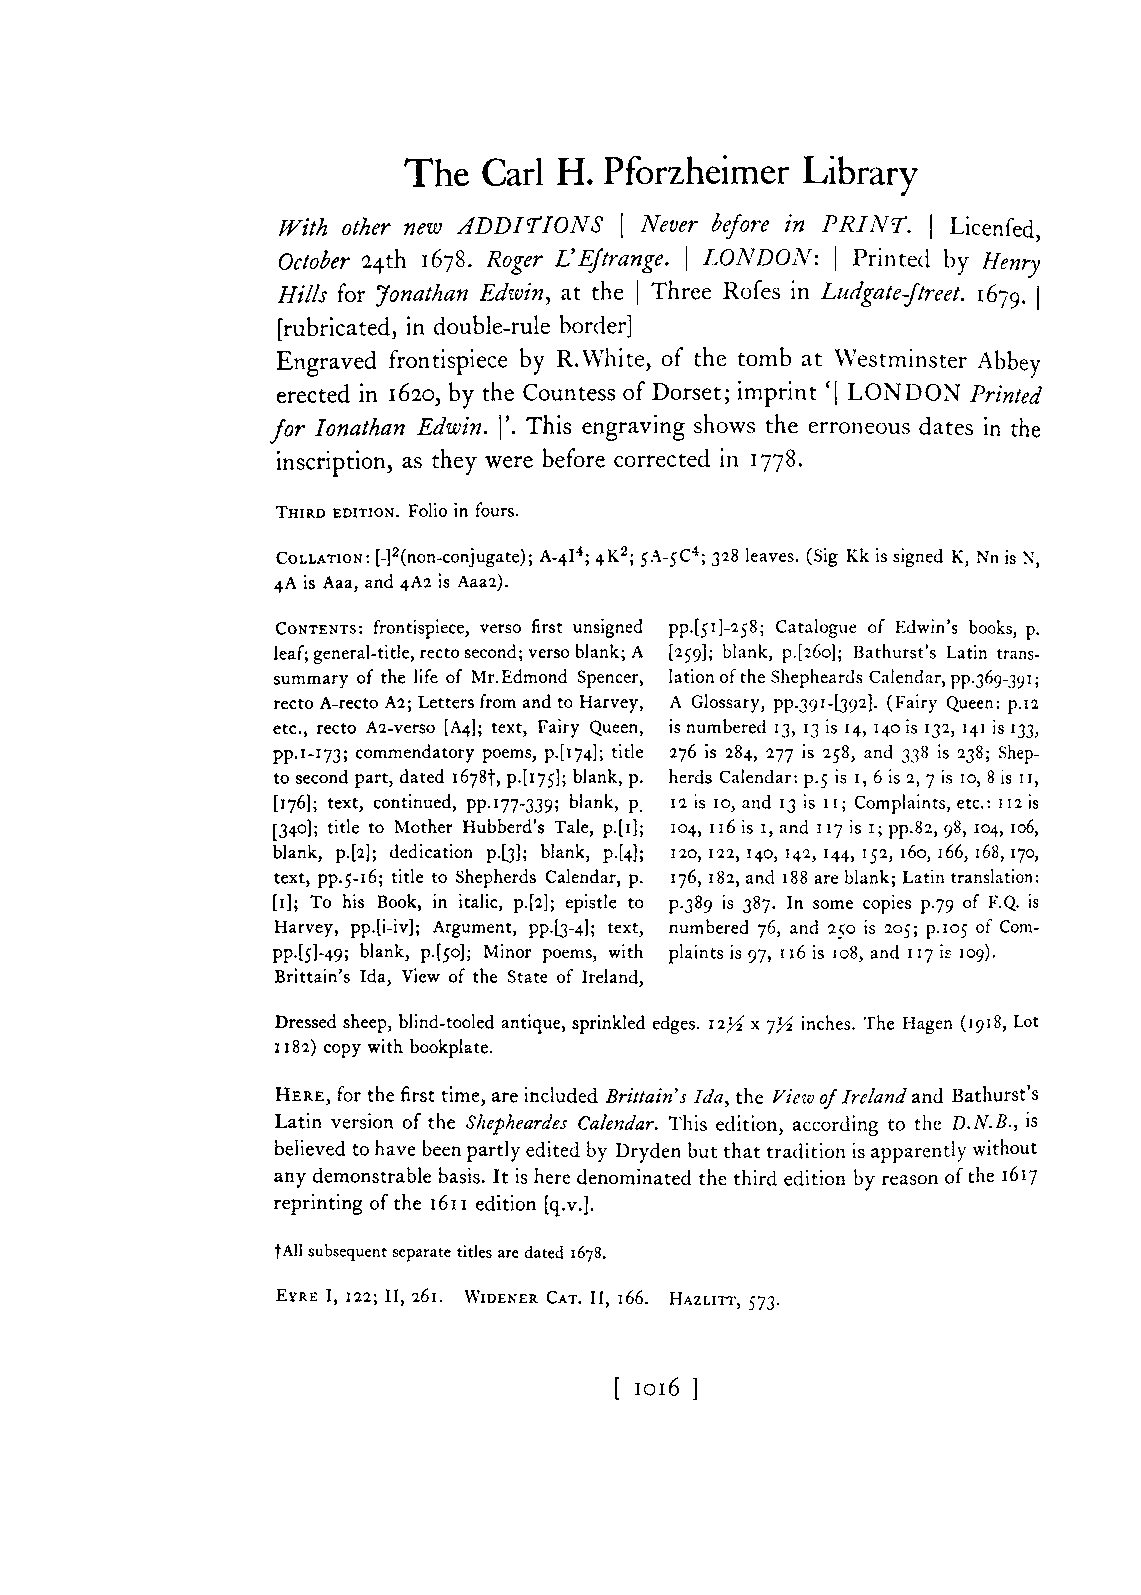 The Carl H. Pforzheimer Library
With other new ADDITIONS | Never before in PRINT. | Licenſed,
October 24th 1678. Roger L'Eſtrange. | LONDON: | Printed by Henry
Hills for Jonathan Edwin, at the | Three Roſes in Ludgate-ſtreet. 1679. |
[rubricated, in double-rule border]
Engraved frontispiece by R.White, of the tomb at Westminster Abbey
erected in 1620, by the Countess of Dorset; imprint ‘| LONDON Printed
for Ionathan Edwin. |’. This engraving shows the erroneous dates in the
inscription, as they were before corrected in 1778.
THIRD EDITION. Folio in fours.
COLLATION: [-]²(non-conjugate); A-4I⁴; 4K²; 5A-5C⁴; 328 leaves. (Sig Kk is signed K, Nn is N,
4A is Aaa, and 4A2 is Aaa2).
CONTENTS: frontispiece, verso first unsigned
leaf; general-title, recto second; verso blank; A
summary of the life of Mr.Edmond Spencer,
recto A-recto A2; Letters from and to Harvey,
etc., recto A2-verso [A4]; text, Fairy Queen,
pp.1-173; commendatory poems, p.[174]; title
to second part, dated 1678†, p.[175]; blank, p.
[176]; text, continued, pp.177-339; blank, p.
[340]; title to Mother Hubberd's Tale, p.[1];
blank, p.[2]; dedication p.[3]; blank, p.[4];
text, pp.5-16; title to Shepherds Calendar, p.
[1]; To his Book, in italic, p.[2]; epistle to
Harvey, pp.[i-iv]; Argument, pp.[3-4]; text,
pp.[5]-49; blank, p.[50]; Minor poems, with
Brittain's Ida, View of the State of Ireland,
pp.[51]-258; Catalogue of Edwin's books, p.
[259]; blank, p.[260]; Bathurst's Latin trans-
lation of the Shepheards Calendar, pp.369-391;
A Glossary, pp.391-[392]. (Fairy Queen: p.12
is numbered 13, 13 is 14, 140 is 132, 141 is 133,
276 is 284, 277 is 258, and 338 is 238; Shep-
herds Calendar: p.5 is 1, 6 is 2, 7 is 10, 8 is 11,
12 is 10, and 13 is 11; Complaints, etc.: 112 is
104, 116 is 1, and 117 is 1; pp.82, 98, 104, 106,
120, 122, 140, 142, 144, 152, 160, 166, 168, 170,
176, 182, and 188 are blank; Latin translation:
p.389 is 387. In some copies p.79 of F.Q. is
numbered 76, and 250 is 205; p.105 of Com-
plaints is 97, 116 is 108, and 117 is 109).
Dressed sheep, blind-tooled antique, sprinkled edges. 12½ x 7½ inches. The Hagen (1918, Lot
1182) copy with bookplate.
HERE, for the first time, are included Brittain's Ida, the View of Ireland and Bathurst's
Latin version of the Shepheardes Calendar. This edition, according to the D.N.B., is
believed to have been partly edited by Dryden but that tradition is apparently without
any demonstrable basis. It is here denominated the third edition by reason of the 1617
reprinting of the 1611 edition [q.v.].
†All subsequent separate titles are dated 1678.
EYRE I, 122; II, 261. WIDENER CAT. II, 166. HAZLITT, 573.
[ 1016 ]